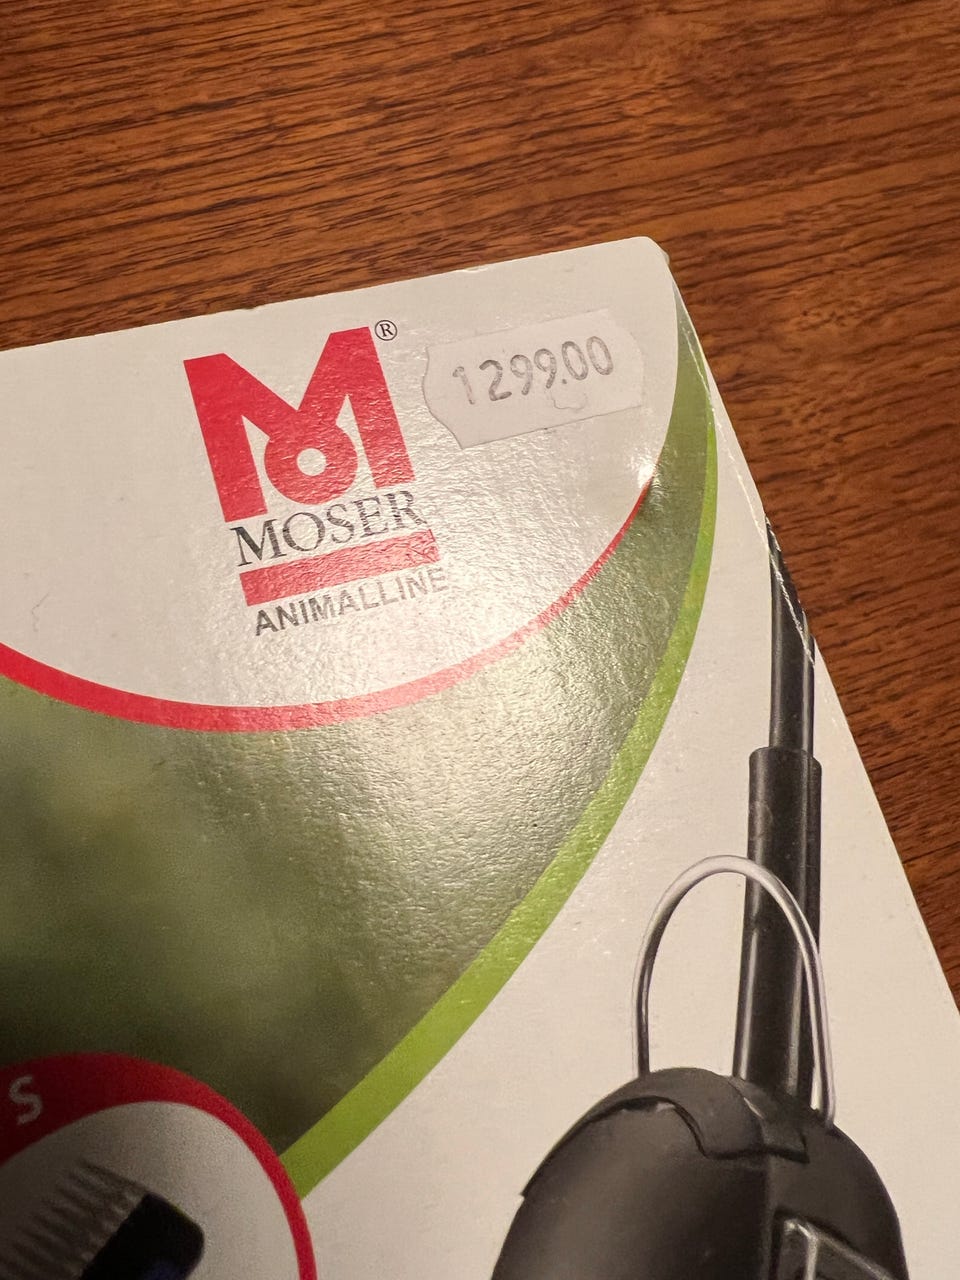 ®
1299.00
MOSER
ANIMALLINE
S